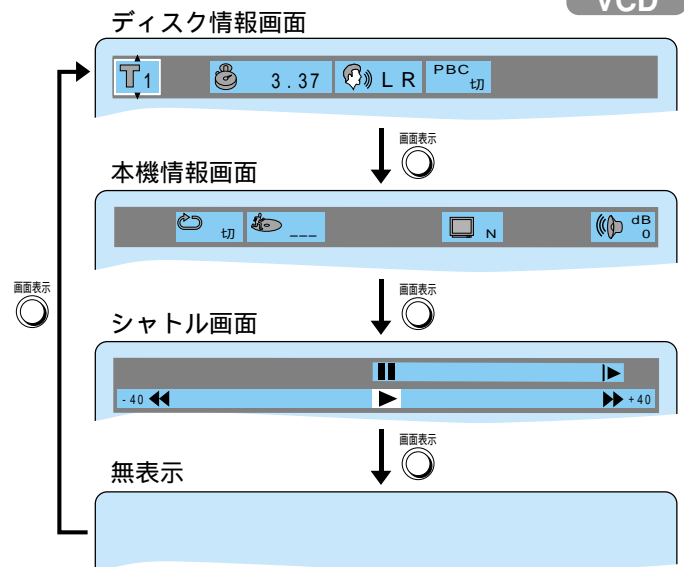 VCD
ディスク情報画面
T 1 3.37 L R PBC 切
画面表示
本機情報画面
切 --- N dB 0
画面表示
画面表示
シャトル画面
-40 +40
画面表示
無表示